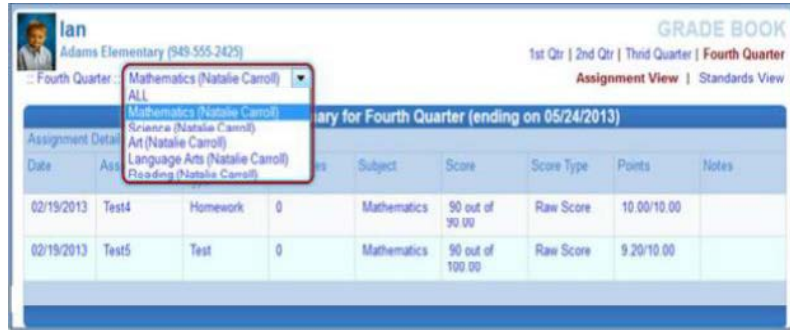 Ian
GRADE BOOK
Adams Elementary (949-555-2425)
1st Qtr | 2nd Qtr | Thrid Quarter | Fourth Quarter
:: Fourth Quarter :: Mathematics (Natalie Carroll)
Assignment View | Standards View
ALL
Mathematics (Natalie Carroll)
Science (Natalie Carroll)
Art (Natalie Carroll)
Language Arts (Natalie Carroll)
Reading (Natalie Carroll)
for Fourth Quarter (ending on 05/24/2013)
Assignment
Date Subject Score Score Type Points Notes
02/19/2013 Test4 Homework 0 Mathematics 90 out of Raw Score 10.00/10.00
90.00
02/19/2013 Test5 Test 0 Mathematics 90 out of Raw Score 9.20/10.00
100.00